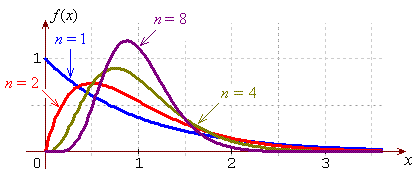 f(x)
n = 8
n = 1
1
n = 2
n = 4
0
1
2
3
x